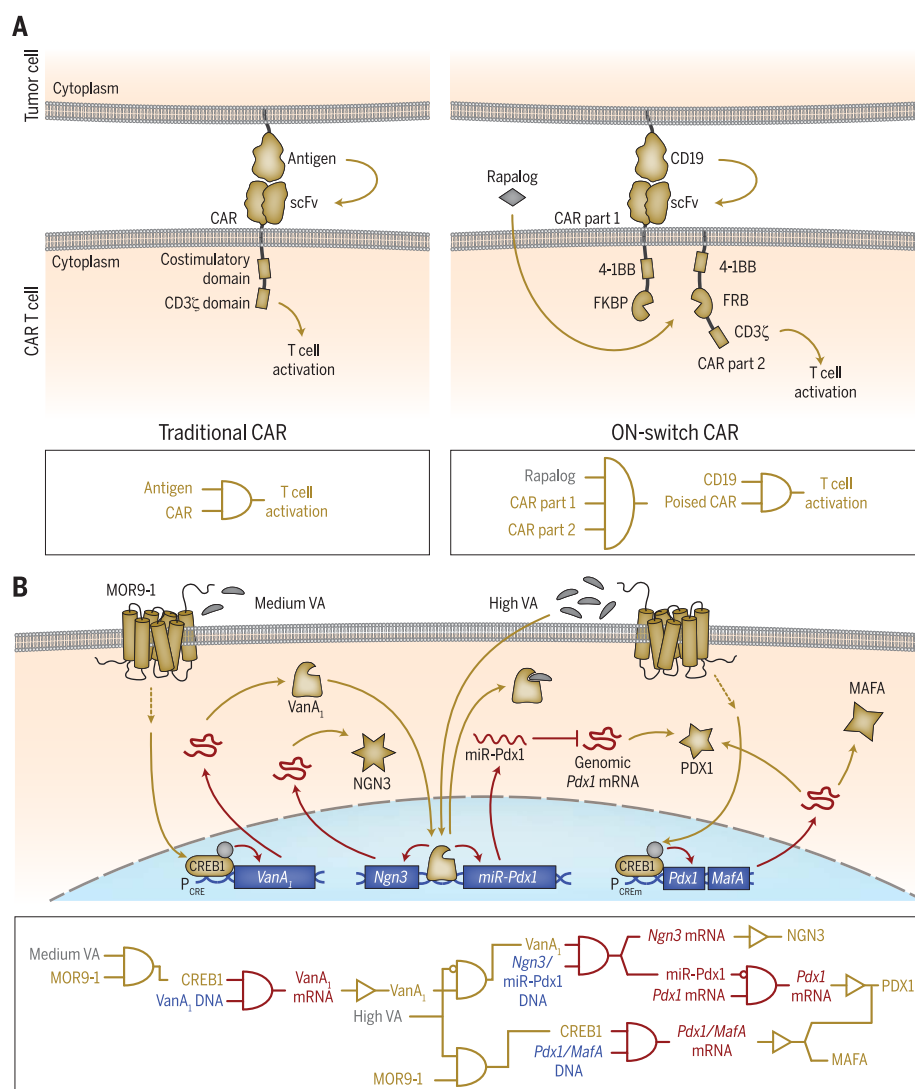 A
Tumor cell
Cytoplasm
Antigen
scFv
CAR
Cytoplasm
Costimulatory
domain
CD3ζ domain
T cell
activation
CAR T cell
CD19
Rapalog
scFv
CAR part 1
4-1BB
4-1BB
FKBP
FRB
CD3ζ
CAR part 2
T cell
activation
Traditional CAR
Antigen
CAR
T cell
activation
ON-switch CAR
Rapalog
CAR part 1
CAR part 2
CD19
Poised CAR
T cell
activation
B
MOR9-1
Medium VA
High VA
VanA₁
NGN3
miR-Pdx1
Genomic
Pdx1 mRNA
PDX1
MAFA
CREB1
P CRE
VanA₁
Ngn3
miR-Pdx1
CREB1
P CREm
Pdx1
MafA
Medium VA
MOR9-1
CREB1
VanA₁ DNA
VanA₁
mRNA
VanA₁
High VA
MOR9-1
VanA₁
Ngn3/
miR-Pdx1
DNA
Ngn3 mRNA
NGN3
miR-Pdx1
Pdx1 mRNA
Pdx1
mRNA
PDX1
CREB1
Pdx1/MafA
DNA
Pdx1/MafA
mRNA
MAFA